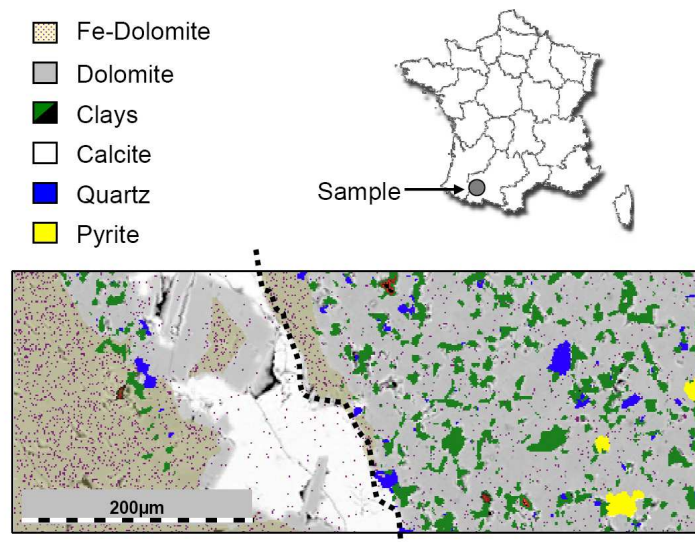 Fe-Dolomite
Dolomite
Clays
Calcite
Quartz
Pyrite
Sample
200µm